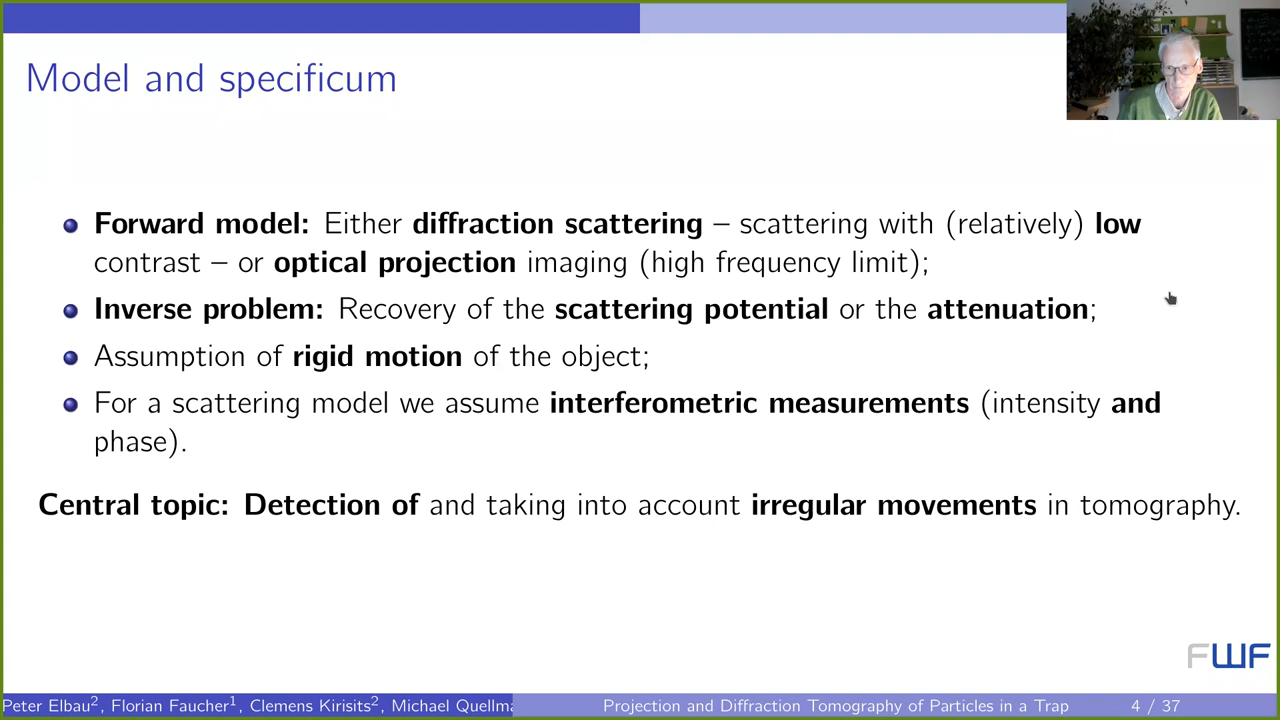 Model and specificum
Forward model: Either diffraction scattering – scattering with (relatively) low
contrast – or optical projection imaging (high frequency limit);
Inverse problem: Recovery of the scattering potential or the attenuation;
Assumption of rigid motion of the object;
For a scattering model we assume interferometric measurements (intensity and
phase).
Central topic: Detection of and taking into account irregular movements in tomography.
FWF
Peter Elbau², Florian Faucher¹, Clemens Kirisits², Michael Quellm
Projection and Diffraction Tomography of Particles in a Trap
4 / 37